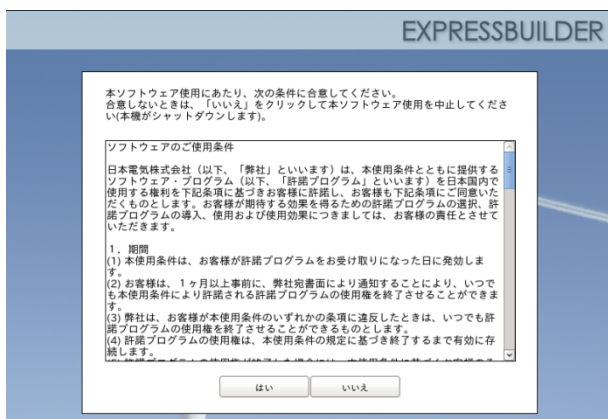 EXPRESSBUILDER
本ソフトウェア使用にあたり、次の条件に合意してください。
合意しないときは、「いいえ」をクリックして本ソフトウェア使用を中止してくださ
い(本機がシャットダウンします)。
ソフトウェアのご使用条件
日本電気株式会社（以下、「弊社」といいます）は、本使用条件とともに提供する
ソフトウェア・プログラム（以下、「許諾プログラム」といいます）を日本国内で
使用する権利を下記条項に基づきお客様に許諾し、お客様も下記条項にご同意いた
だくものとします。お客様が期待する効果を得るための許諾プログラムの選択、許
諾プログラムの導入、使用および使用効果につきましては、お客様の責任とさせて
いただきます。
１．期間
(1) 本使用条件は、お客様が許諾プログラムをお受け取りになった日に発効しま
す。
(2) お客様は、１ヶ月以上事前に、弊社宛書面により通知することにより、いつで
も本使用条件により許諾される許諾プログラムの使用権を終了させることができま
す。
(3) 弊社は、お客様が本使用条件のいずれかの条項に違反したときは、いつでも許
諾プログラムの使用権を終了させることができるものとします。
(4) 許諾プログラムの使用権は、本使用条件の規定に基づき終了するまで有効に存
続します。
はい
いいえ